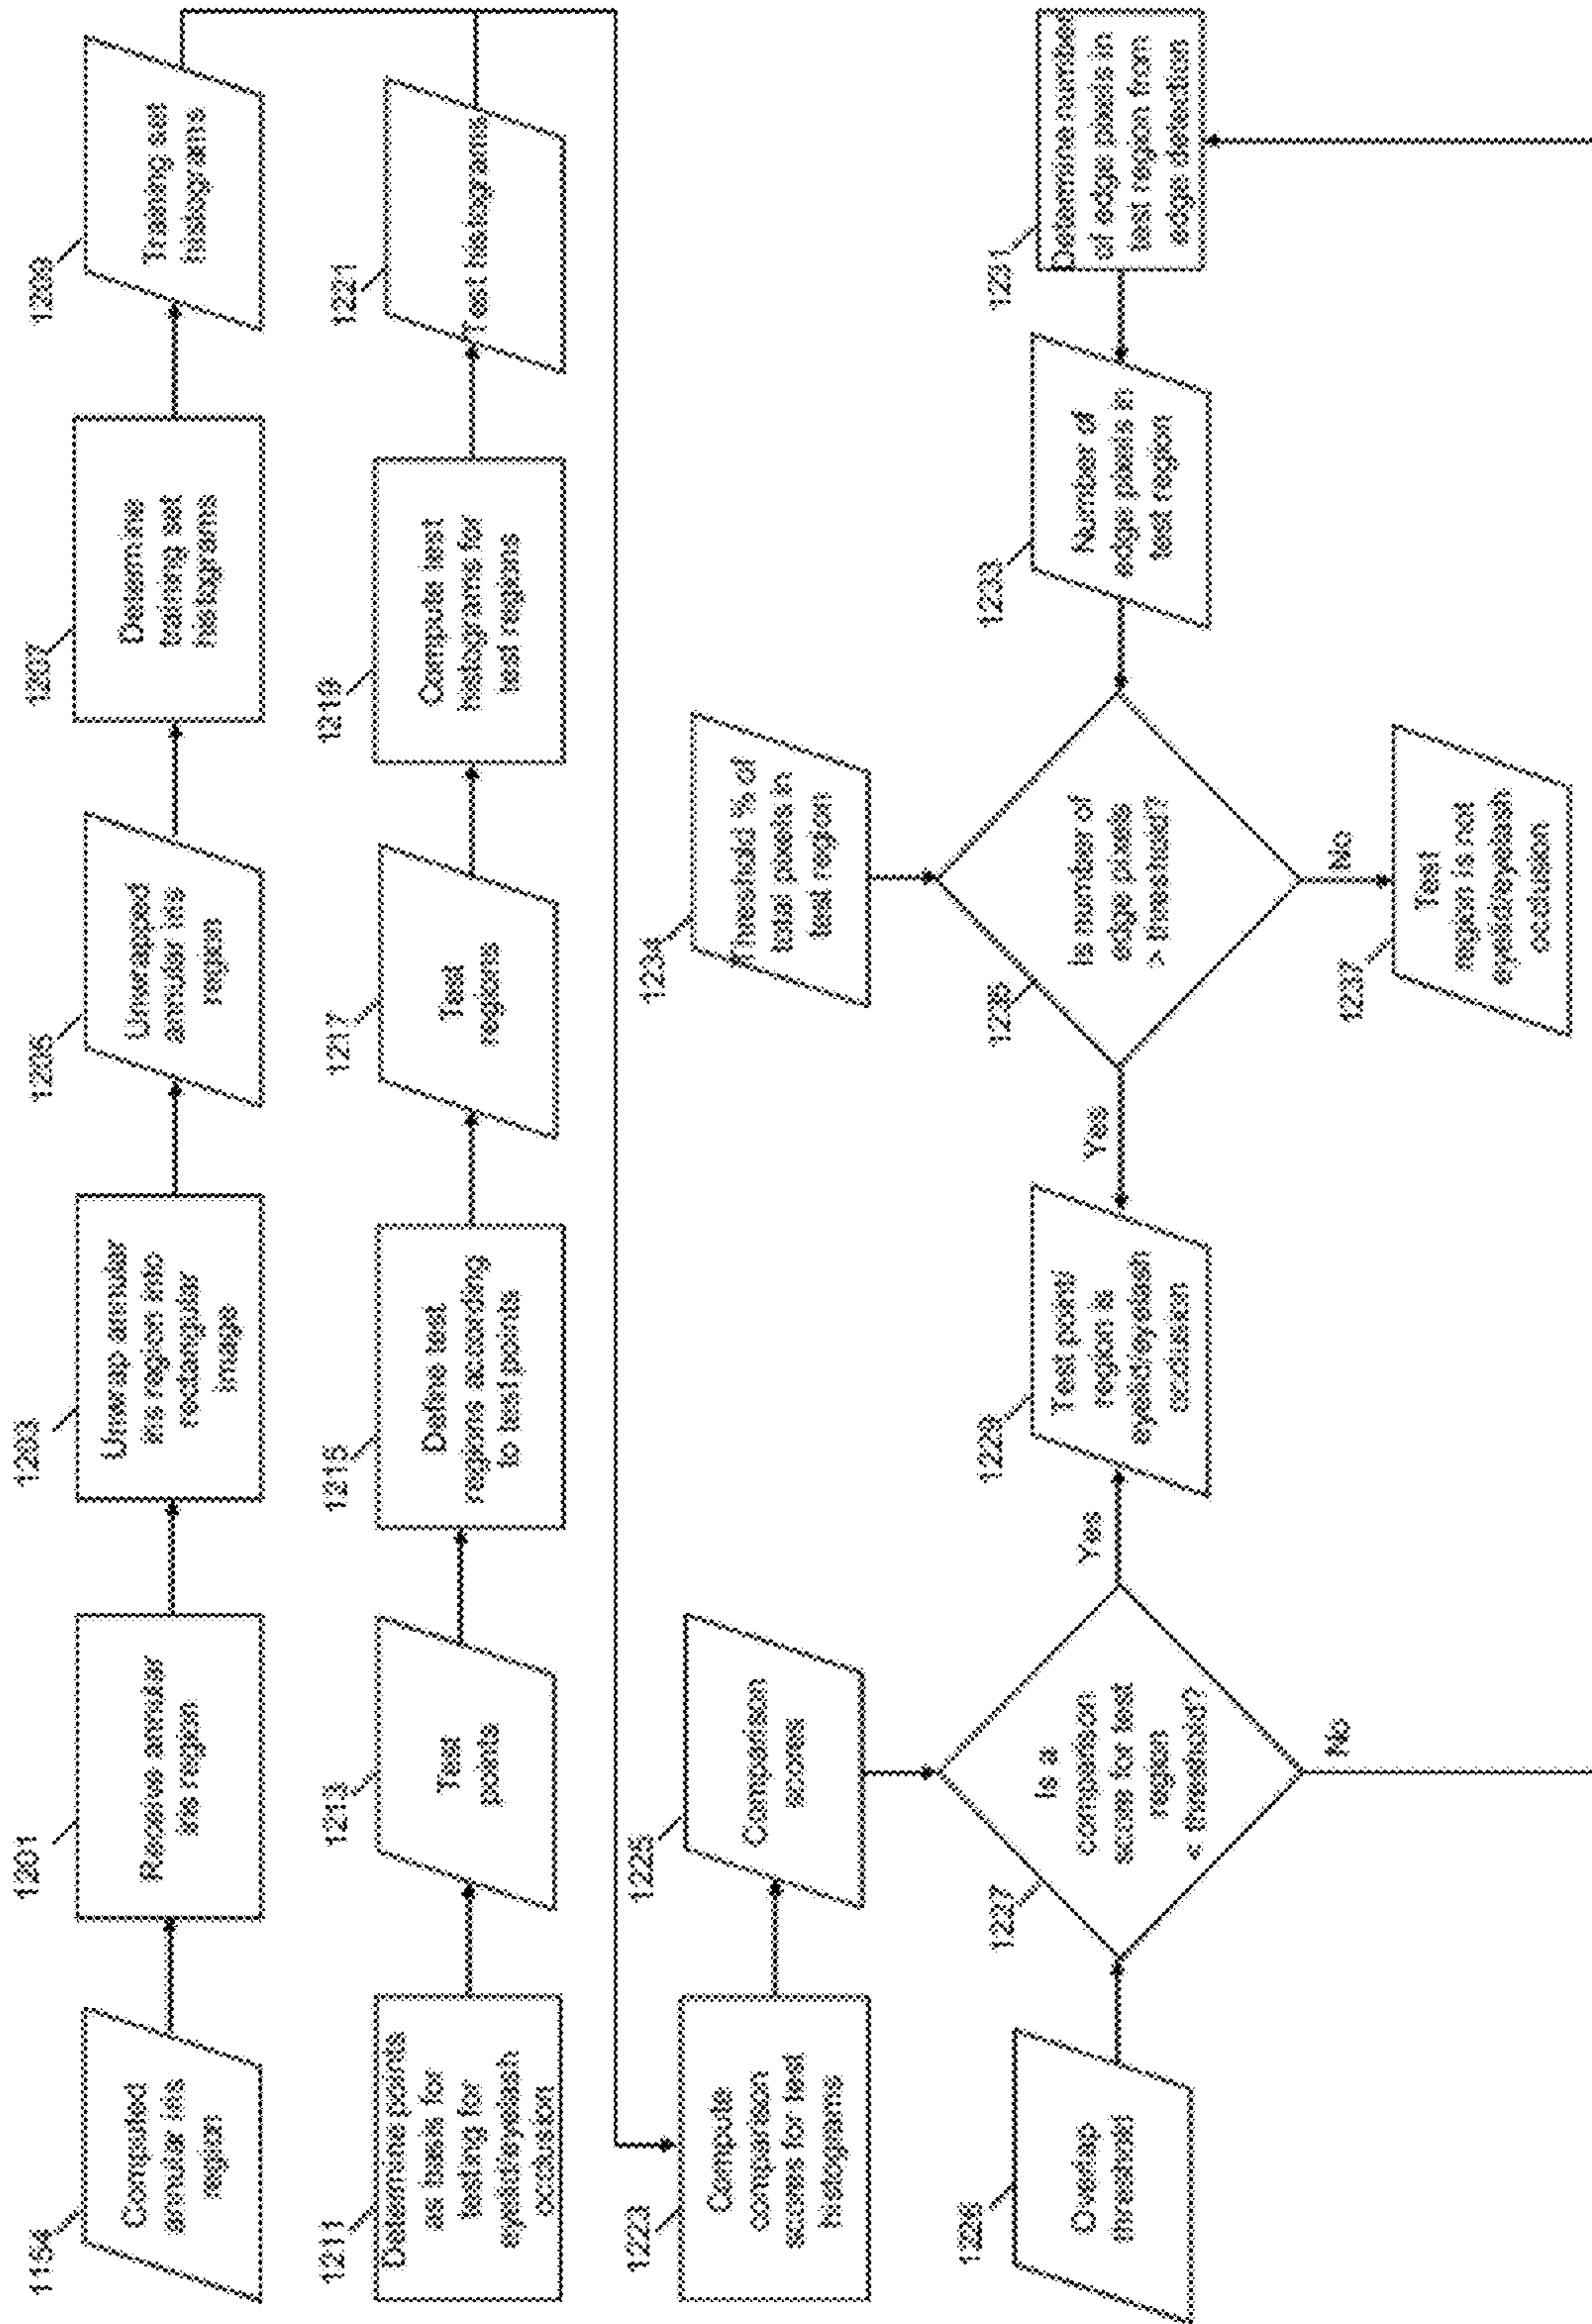 1154
Computed
annular iris
region
1201
Receive annular
iris region
1203
Unwrap annular
iris region into
rectangular
image
1205
Unwrapped
annular iris
region
1207
Determine
training set
histograms
1209
Training set
histograms
1211
Determine points
as basis for
testing for
eyelid/eyelash
occlusion
1213
Test
points
1215
Define test
regions according
to test points
1217
Test
regions
1219
Compute test
histograms for
test regions
1221
Test histograms
1223
Compute
comparison
scores for test
histograms
1225
Comparison
scores
1226
Overlap
threshold
1227
Is a
comparison
score for test
region
< threshold?
Yes
No
1229
Test point/
region is
eyelid/eyelash
occlusion
Yes
1234
Threshold % of
total pixels in
test region
1235
Is number of
edge pixels
> threshold?
No
1237
Test
region is not
eyelid/eyelash
occlusion
1233
Number of
edge pixels in
test region
1231
Determine number
of edge pixels in
test region from
edge detection